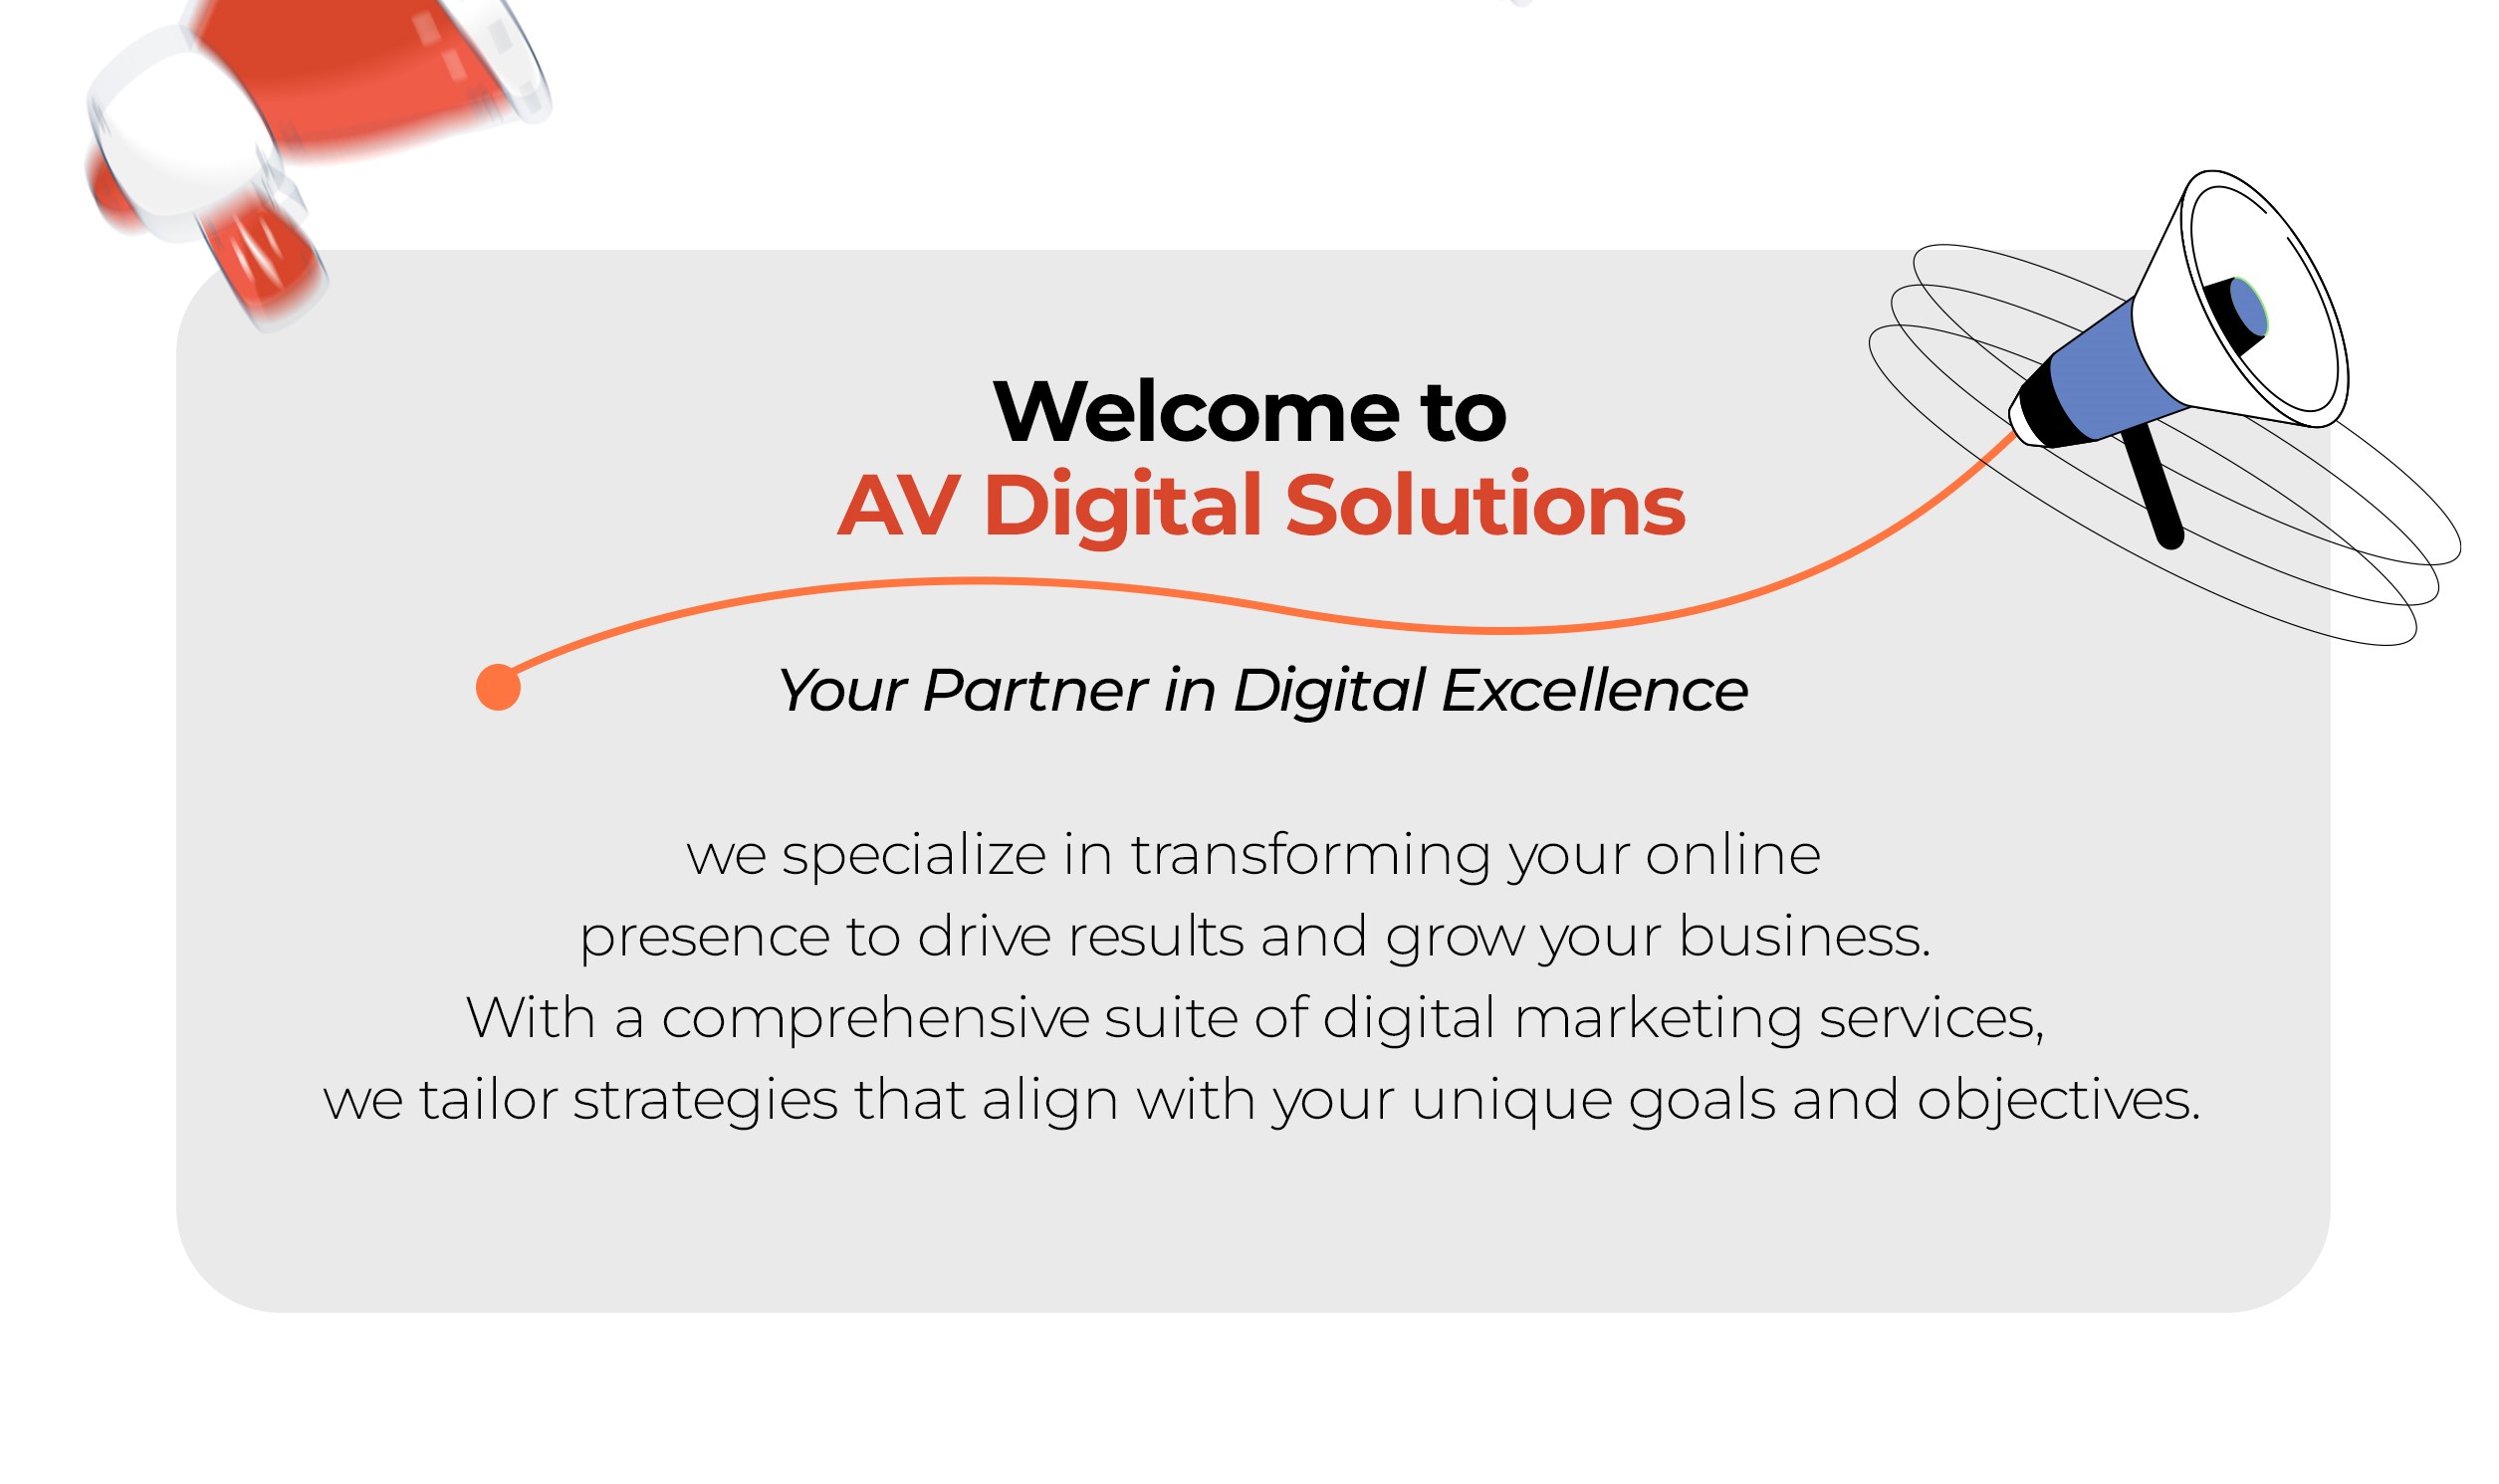 Welcome to
AV Digital Solutions
Your Partner in Digital Excellence
we specialize in transforming your online
presence to drive results and grow your business.
With a comprehensive suite of digital marketing services,
we tailor strategies that align with your unique goals and objectives.